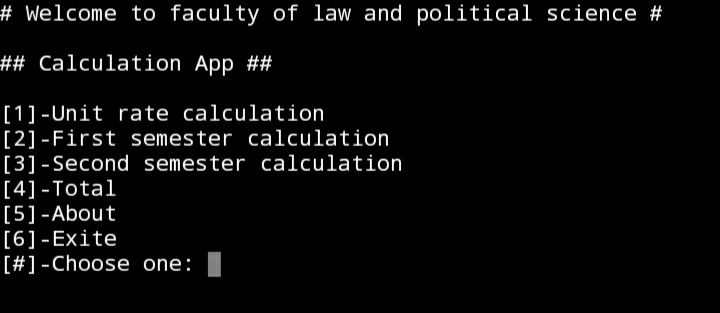 # Welcome to faculty of law and political science #
## Calculation App ##
[1]-Unit rate calculation
[2]-First semester calculation
[3]-Second semester calculation
[4]-Total
[5]-About
[6]-Exite
[#]-Choose one: